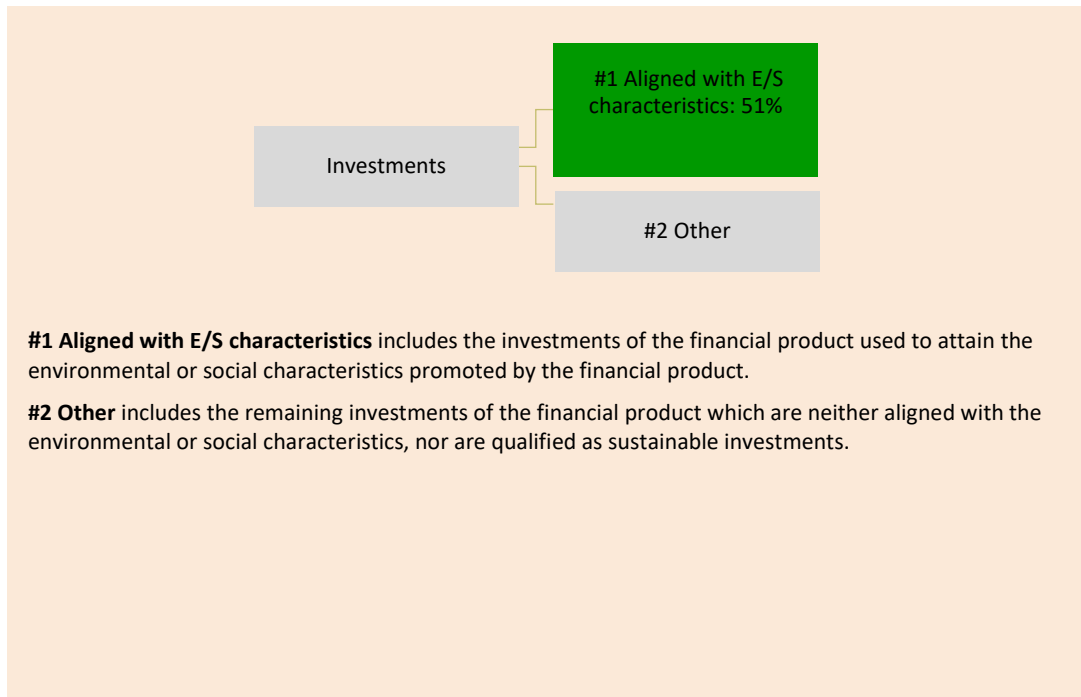 #1 Aligned with E/S
characteristics: 51%
Investments
#2 Other
#1 Aligned with E/S characteristics includes the investments of the financial product used to attain the
environmental or social characteristics promoted by the financial product.
#2 Other includes the remaining investments of the financial product which are neither aligned with the
environmental or social characteristics, nor are qualified as sustainable investments.